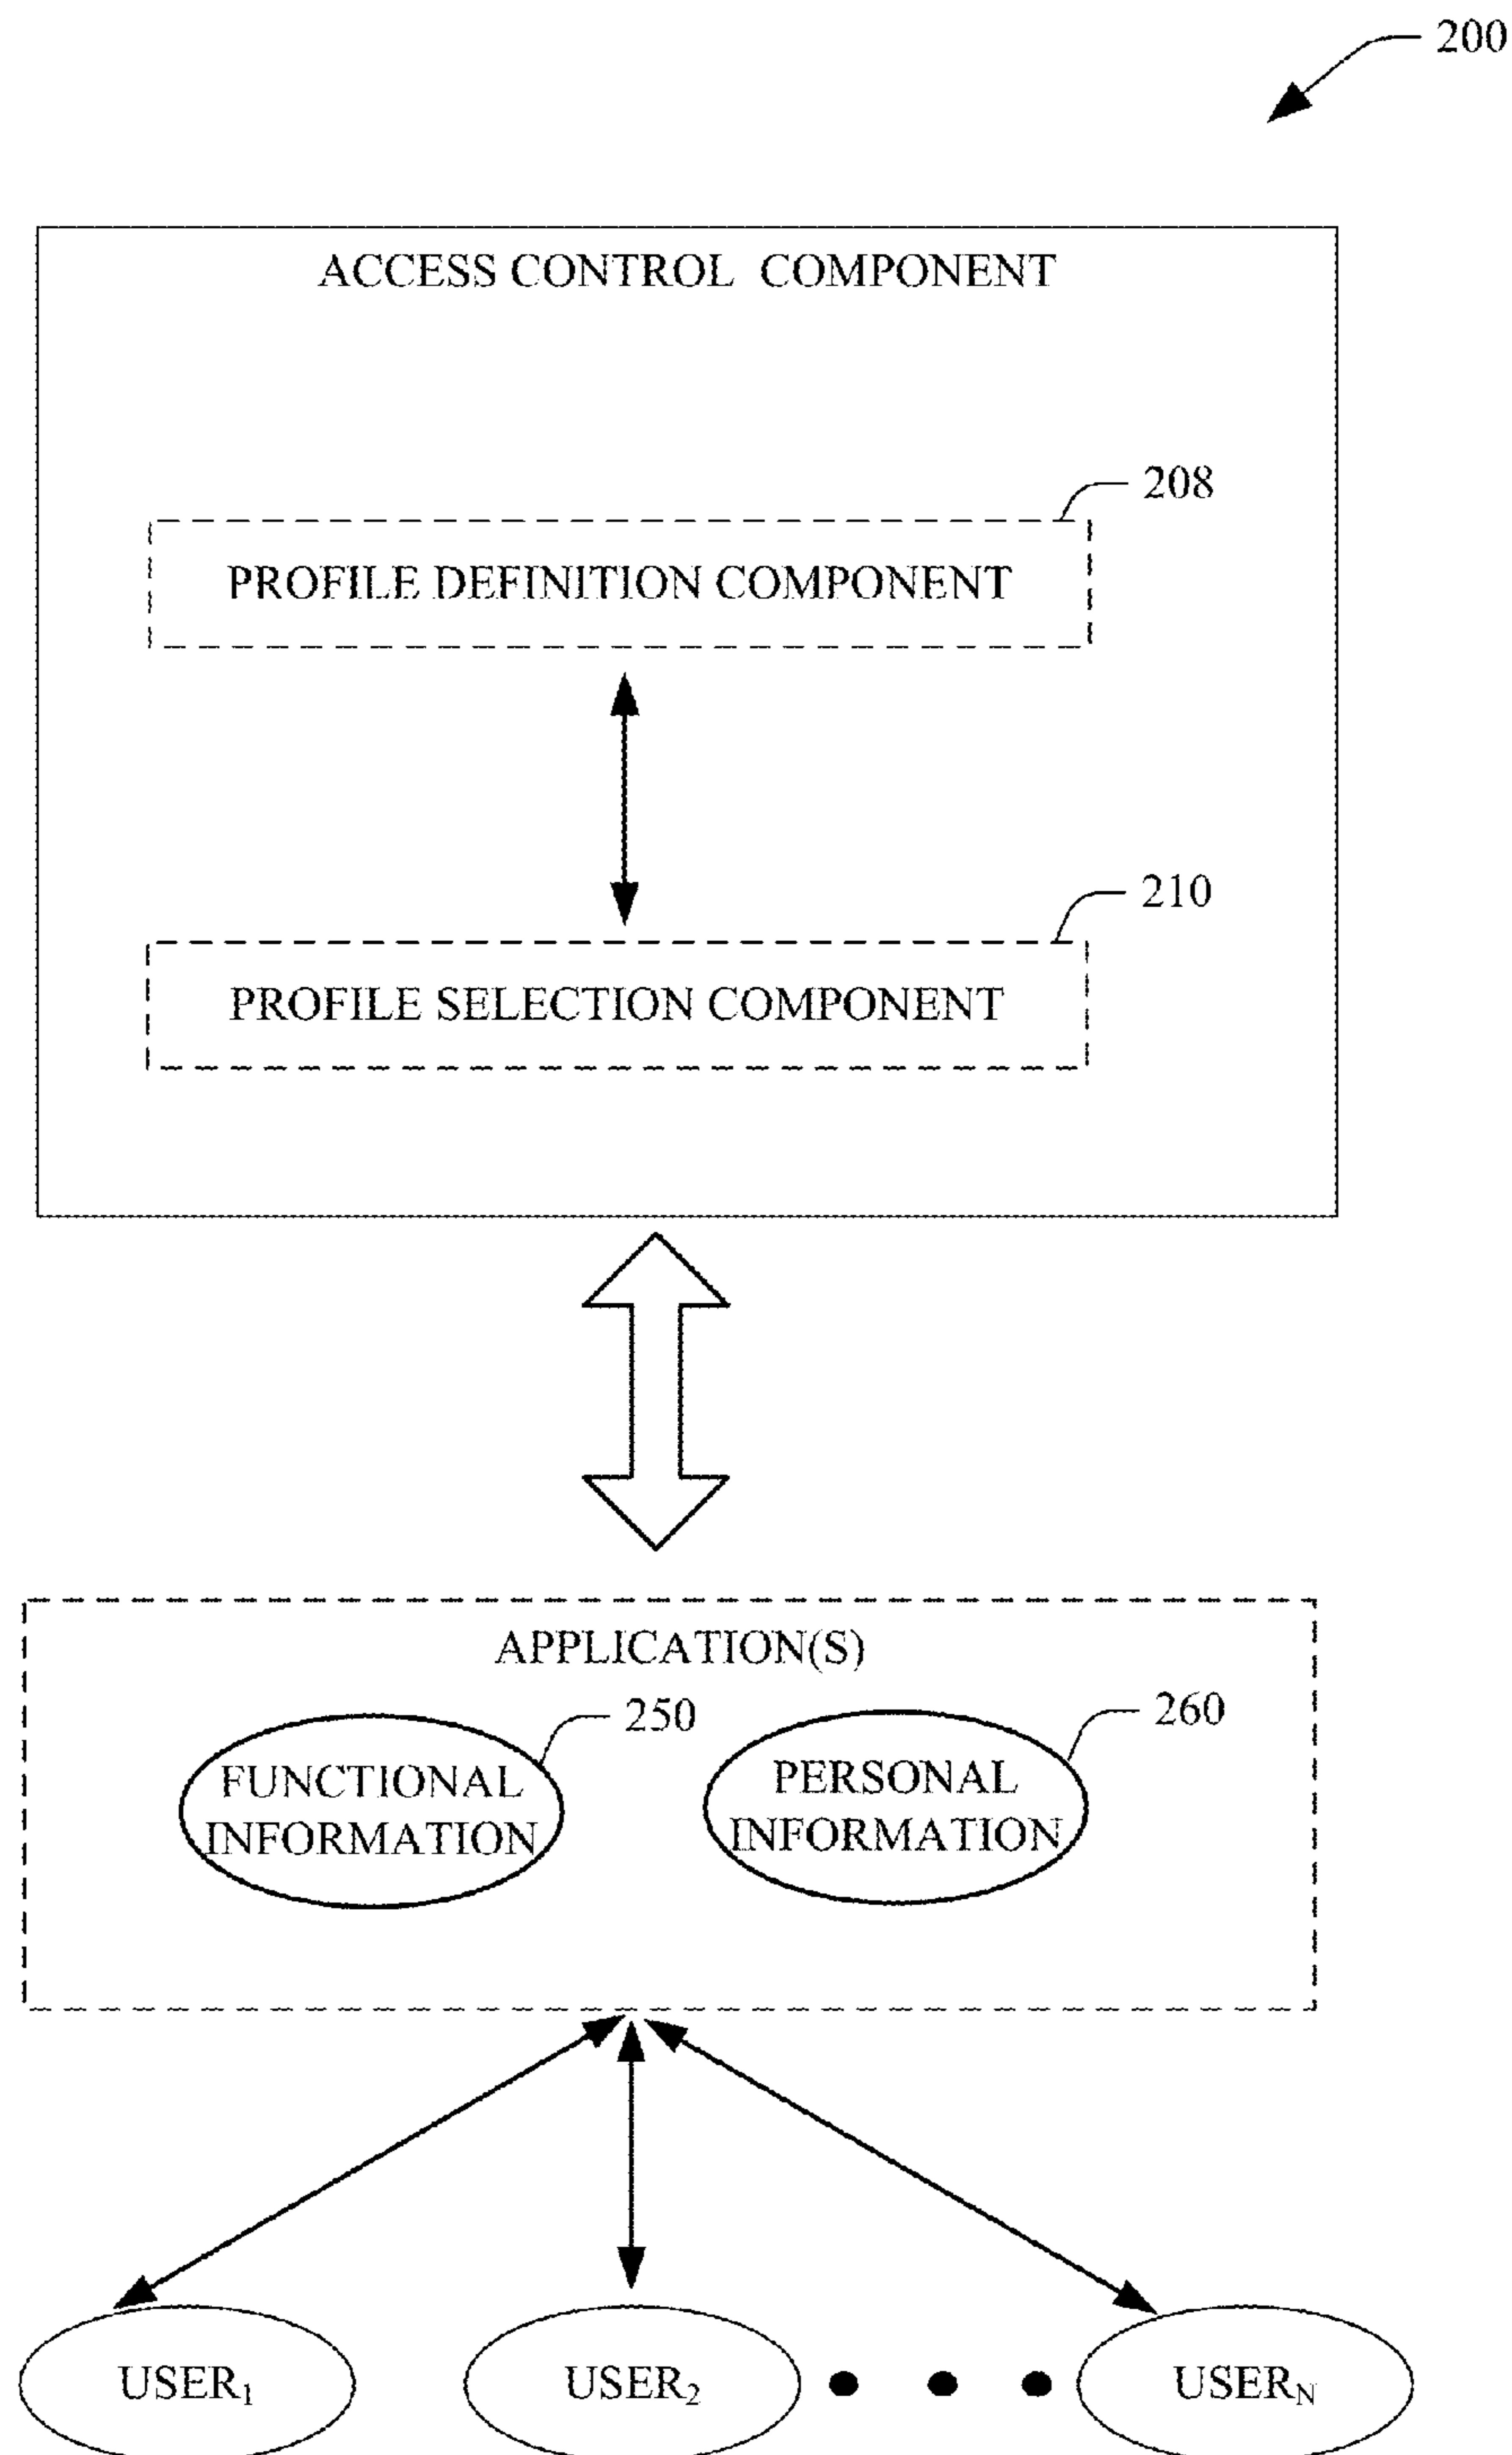 200
ACCESS CONTROL COMPONENT
208
PROFILE DEFINITION COMPONENT
210
PROFILE SELECTION COMPONENT
APPLICATION(S)
250
260
FUNCTIONAL
INFORMATION
PERSONAL
INFORMATION
USER1
USER2
USERN